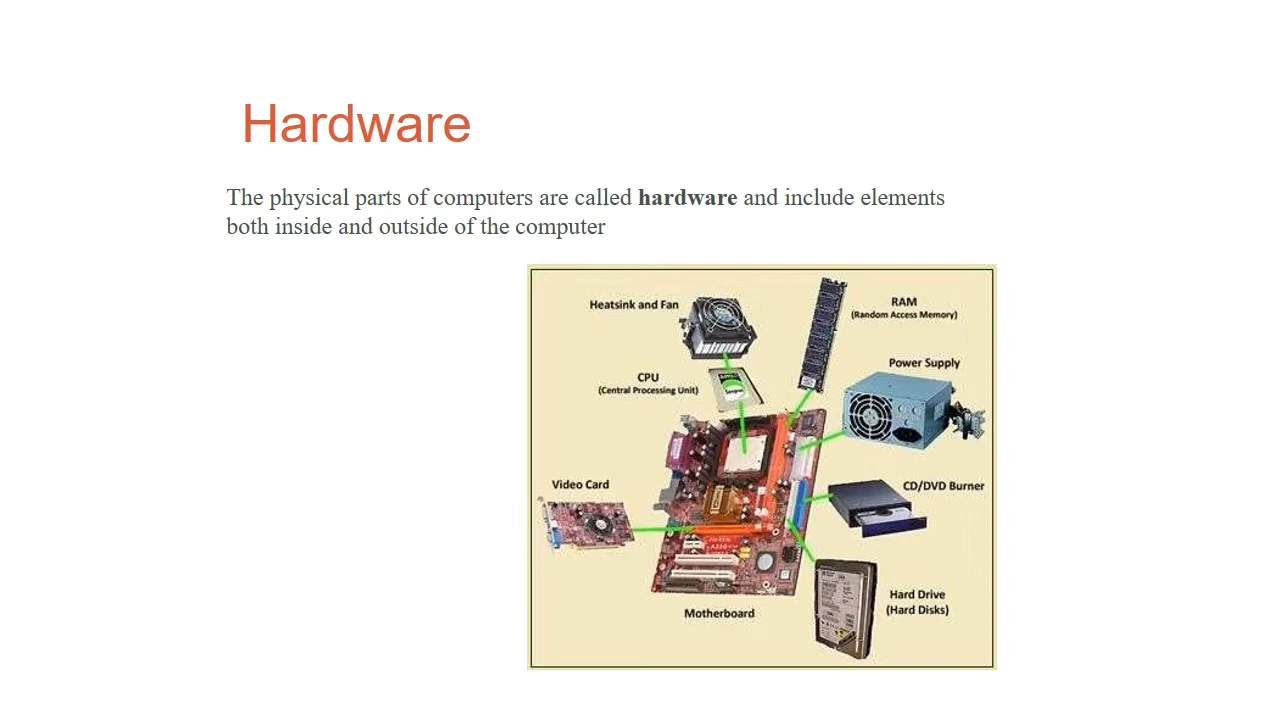 Hardware
The physical parts of computers are called hardware and include elements
both inside and outside of the computer
Heatsink and Fan
RAM
(Random Access Memory)
CPU
(Central Processing Unit)
Power Supply
Video Card
CD/DVD Burner
Hard Drive
(Hard Disks)
Motherboard